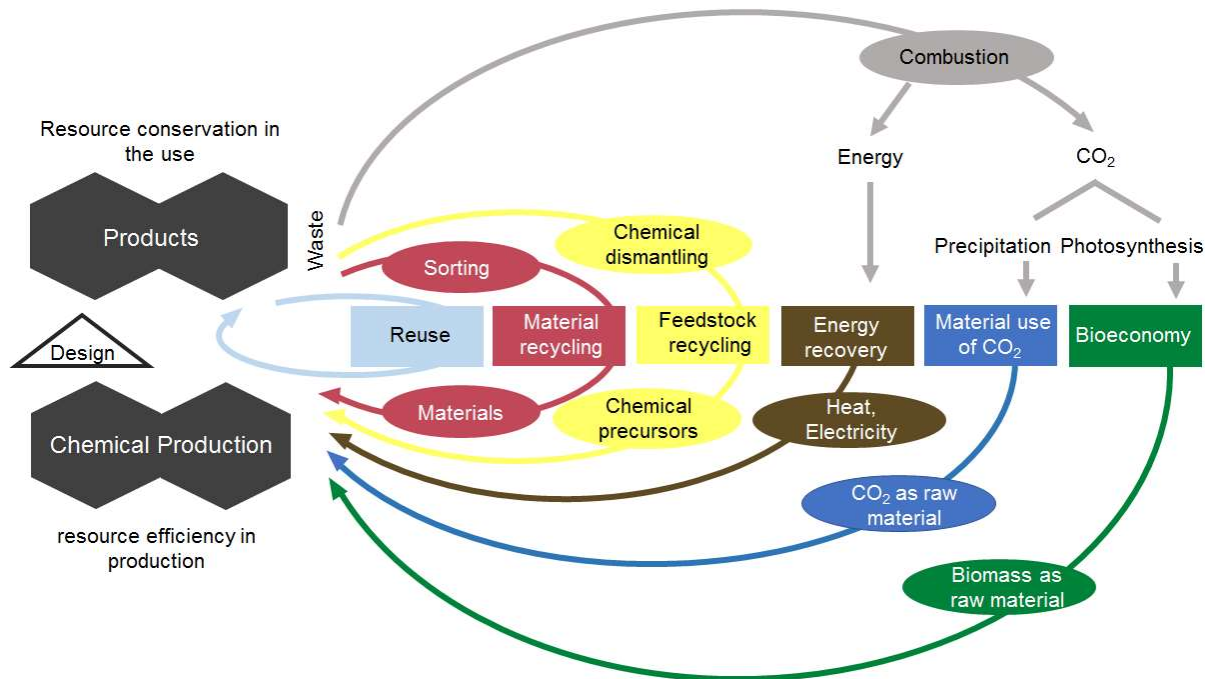 Combustion
Resource conservation in
the use
Energy
CO₂
Products
Waste
Chemical
dismantling
Sorting
Precipitation
Photosynthesis
Design
Reuse
Material
recycling
Feedstock
recycling
Energy
recovery
Material use
of CO₂
Bioeconomy
Materials
Chemical
precursors
Heat,
Electricity
Chemical Production
CO₂ as raw
material
resource efficiency in
production
Biomass as
raw material